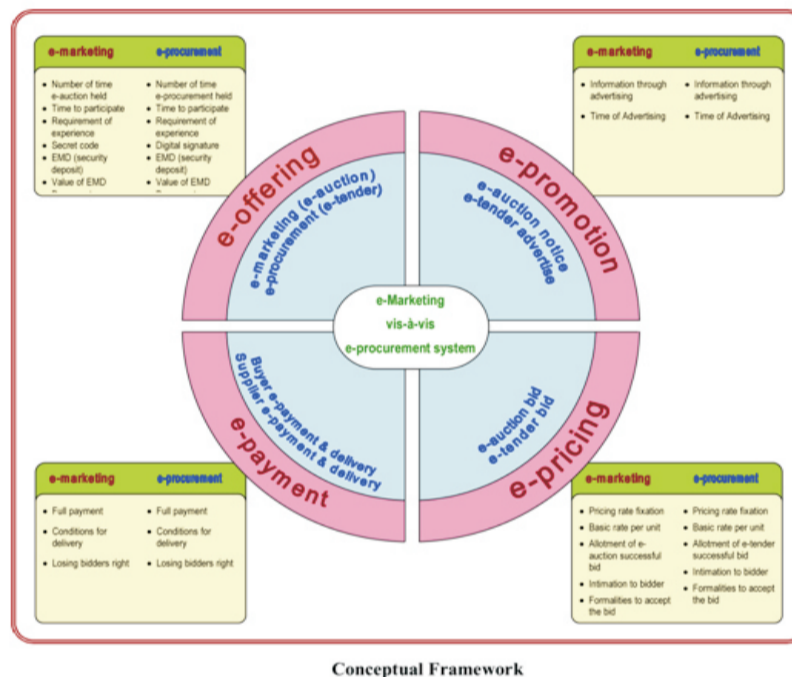 e-marketing e-procurement
• Number of time
e-auction held
• Time to participate
• Requirement of
experience
• Secret code
• EMD (security
deposit)
• Value of EMD
• Number of time
e-procurement held
• Time to participate
• Requirement of
experience
• Digital signature
• EMD (security
deposit)
• Value of EMD
e-marketing e-procurement
• Information through
advertising
• Time of Advertising
• Information through
advertising
• Time of Advertising
e-offering
e-marketing (e-auction)
e-procurement (e-tender)
e-promotion
e-auction notice
e-tender advertise
e-Marketing
vis-à-vis
e-procurement system
e-payment
Buyer e-payment & delivery
Supplier e-payment & delivery
e-pricing
e-auction bid
e-tender bid
e-marketing e-procurement
• Full payment
• Conditions for
delivery
• Losing bidders right
• Full payment
• Conditions for
delivery
• Losing bidders right
e-marketing e-procurement
• Pricing rate fixation
• Basic rate per unit
• Allotment of e-
auction successful
bid
• Intimation to bidder
• Formalities to accept
the bid
• Pricing rate fixation
• Basic rate per unit
• Allotment of e-tender
successful bid
• Intimation to bidder
• Formalities to accept
the bid
Conceptual Framework